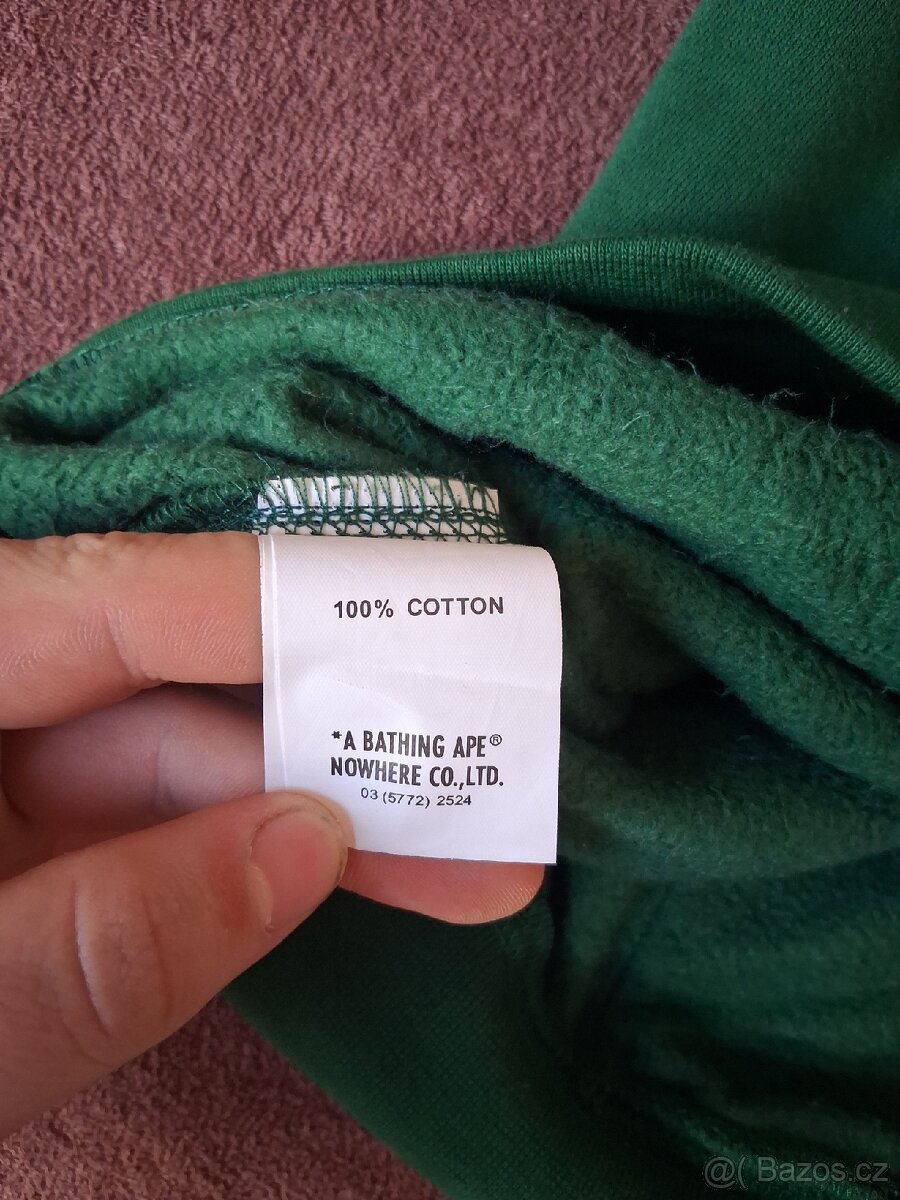 100% COTTON
*A BATHING APE®
NOWHERE CO.,LTD.
03 (5772) 2524
@( Bazos.cz